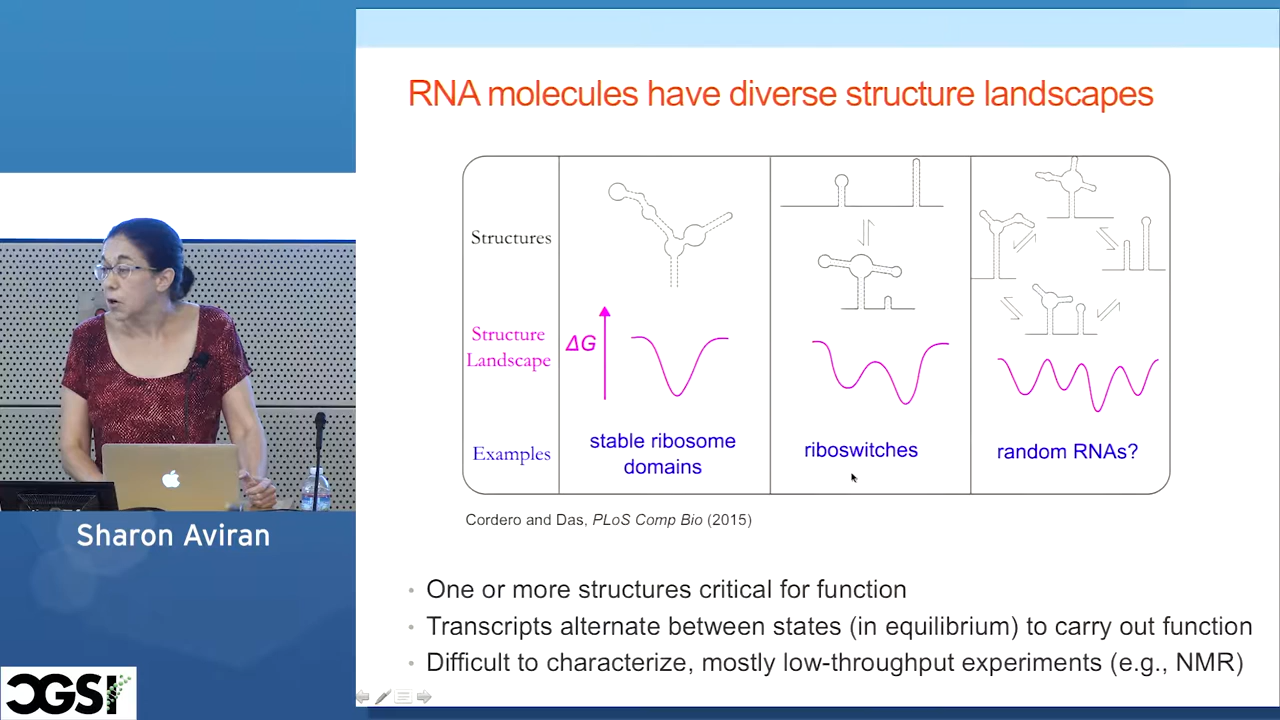 RNA molecules have diverse structure landscapes
Structures
Structure
Landscape
ΔG
Examples
stable ribosome
domains
riboswitches
random RNAs?
Cordero and Das, PLoS Comp Bio (2015)
• One or more structures critical for function
• Transcripts alternate between states (in equilibrium) to carry out function
• Difficult to characterize, mostly low-throughput experiments (e.g., NMR)
Sharon Aviran
CGSI